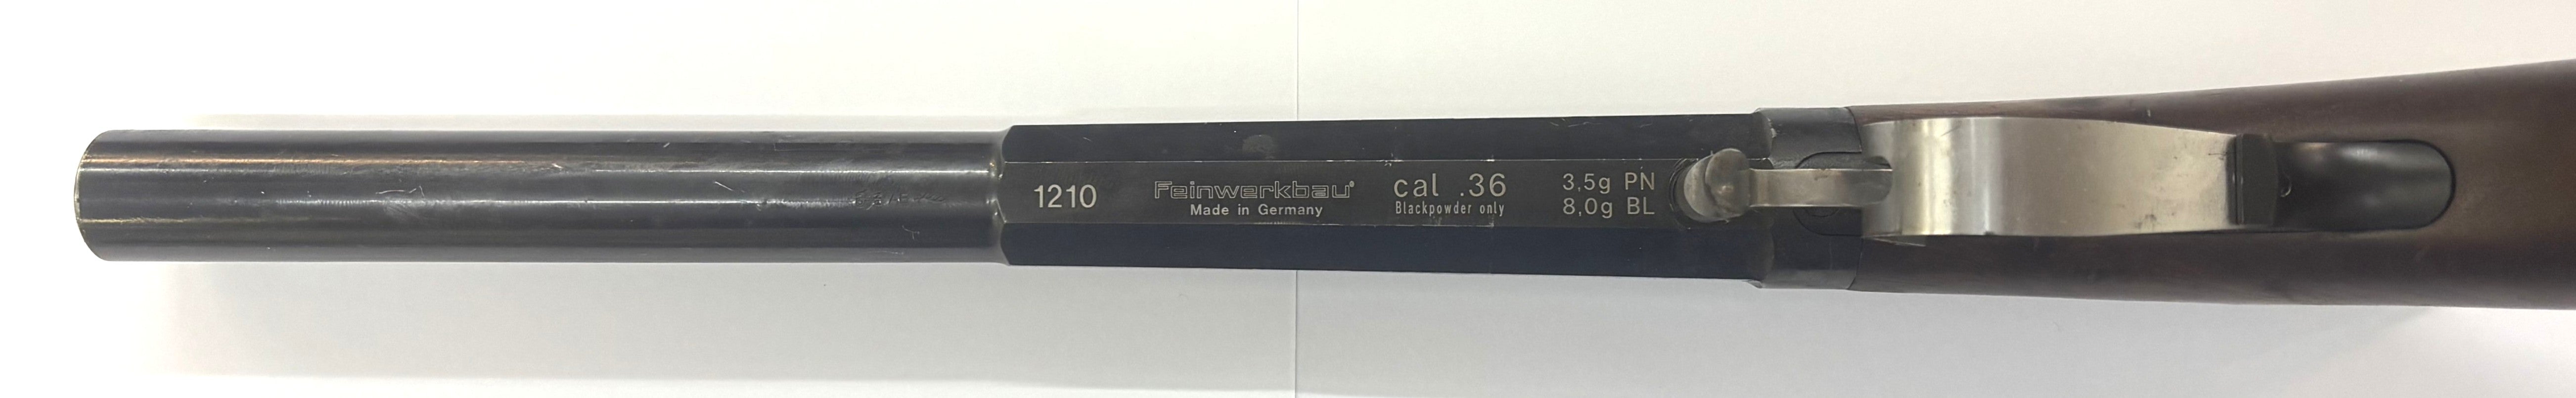 1210
Feinwerkbau
Made in Germany
cal .36
Blackpowder only
3,5g PN
8,0g BL